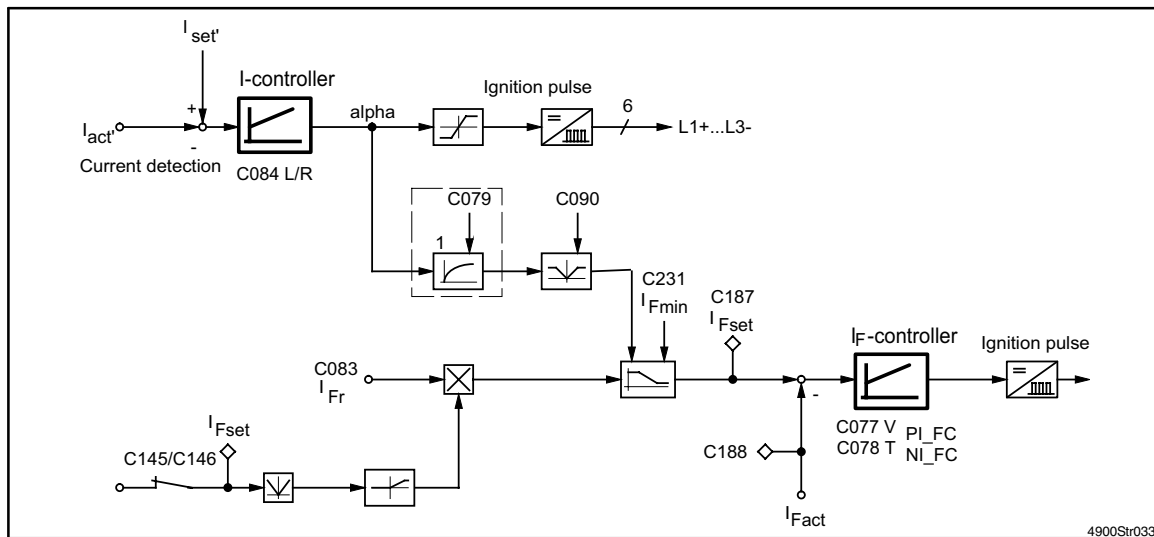 I set'
I-controller
Ignition pulse
+
alpha
6
I act'
L1+...L3-
-
Current detection
C084 L/R
C079
C090
1
C231
I Fmin
C187
I Fset
IF-controller
Ignition pulse
C083
I Fr
-
I Fset
C077 V
C078 T
PI_FC
NI_FC
C188
C145/C146
I Fact
4900Str033